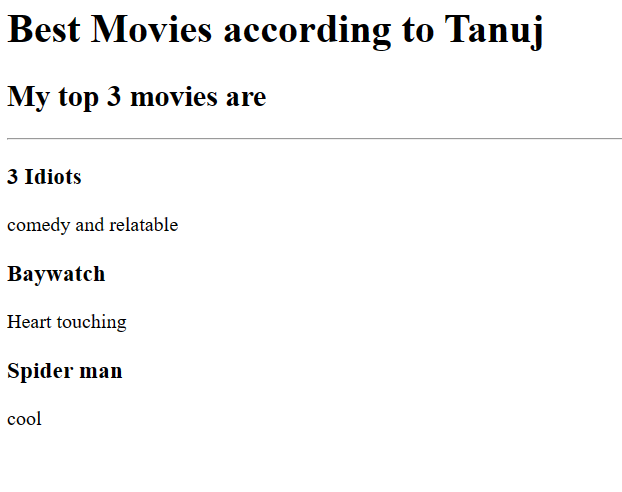 Best Movies according to Tanuj
My top 3 movies are
3 Idiots
comedy and relatable
Baywatch
Heart touching
Spider man
cool